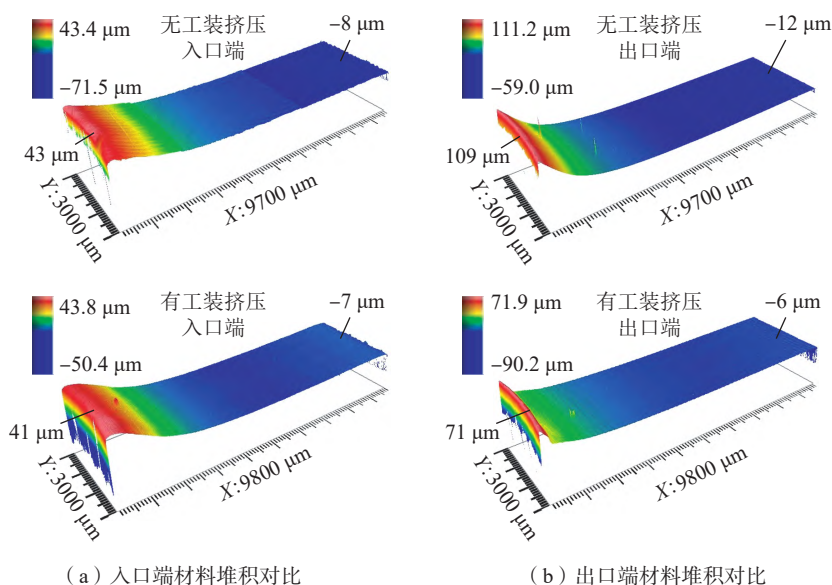 43.4 μm
无工装挤压
入口端
−8 μm
−71.5 μm
43 μm
Y:3000 μm
X:9700 μm
111.2 μm
无工装挤压
出口端
−12 μm
−59.0 μm
109 μm
Y:3000 μm
X:9700 μm
43.8 μm
有工装挤压
入口端
−7 μm
−50.4 μm
41 μm
Y:3000 μm
X:9800 μm
71.9 μm
有工装挤压
出口端
−6 μm
−90.2 μm
71 μm
Y:3000 μm
X:9800 μm
（a）入口端材料堆积对比
（b）出口端材料堆积对比